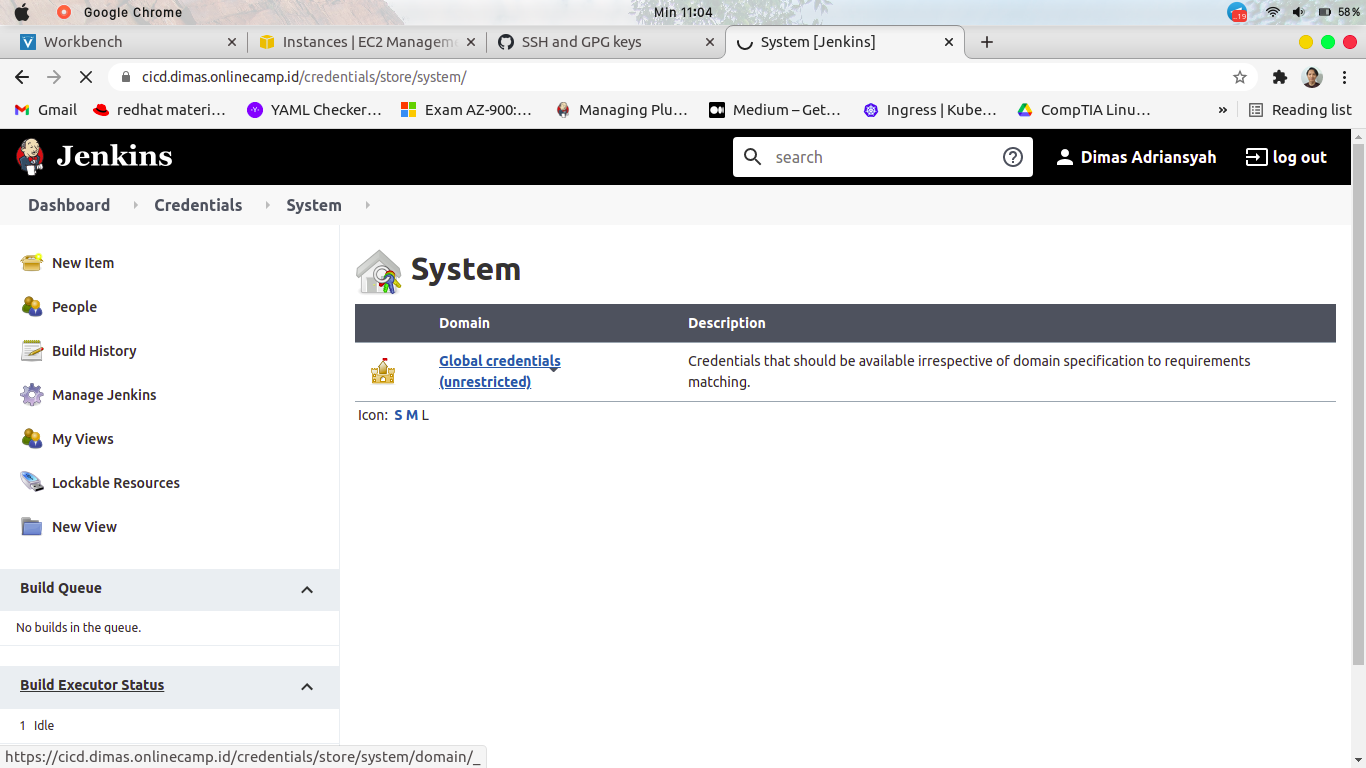 Google Chrome
Min 11:04
19
58%
Workbench
Instances | EC2 Managem
SSH and GPG keys
System [Jenkins]
cicd.dimas.onlinecamp.id/credentials/store/system/
Gmail
redhat materi…
YAML Checker…
Exam AZ-900:…
Managing Plu…
Medium – Get…
Ingress | Kube…
CompTIA Linu…
»
Reading list
Jenkins
search
Dimas Adriansyah
log out
Dashboard
Credentials
System
New Item
People
Build History
Manage Jenkins
My Views
Lockable Resources
New View
Build Queue
No builds in the queue.
Build Executor Status
1 Idle
System
Domain Description
Global credentials
(unrestricted)
Credentials that should be available irrespective of domain specification to requirements
matching.
Icon: S M L
https://cicd.dimas.onlinecamp.id/credentials/store/system/domain/_